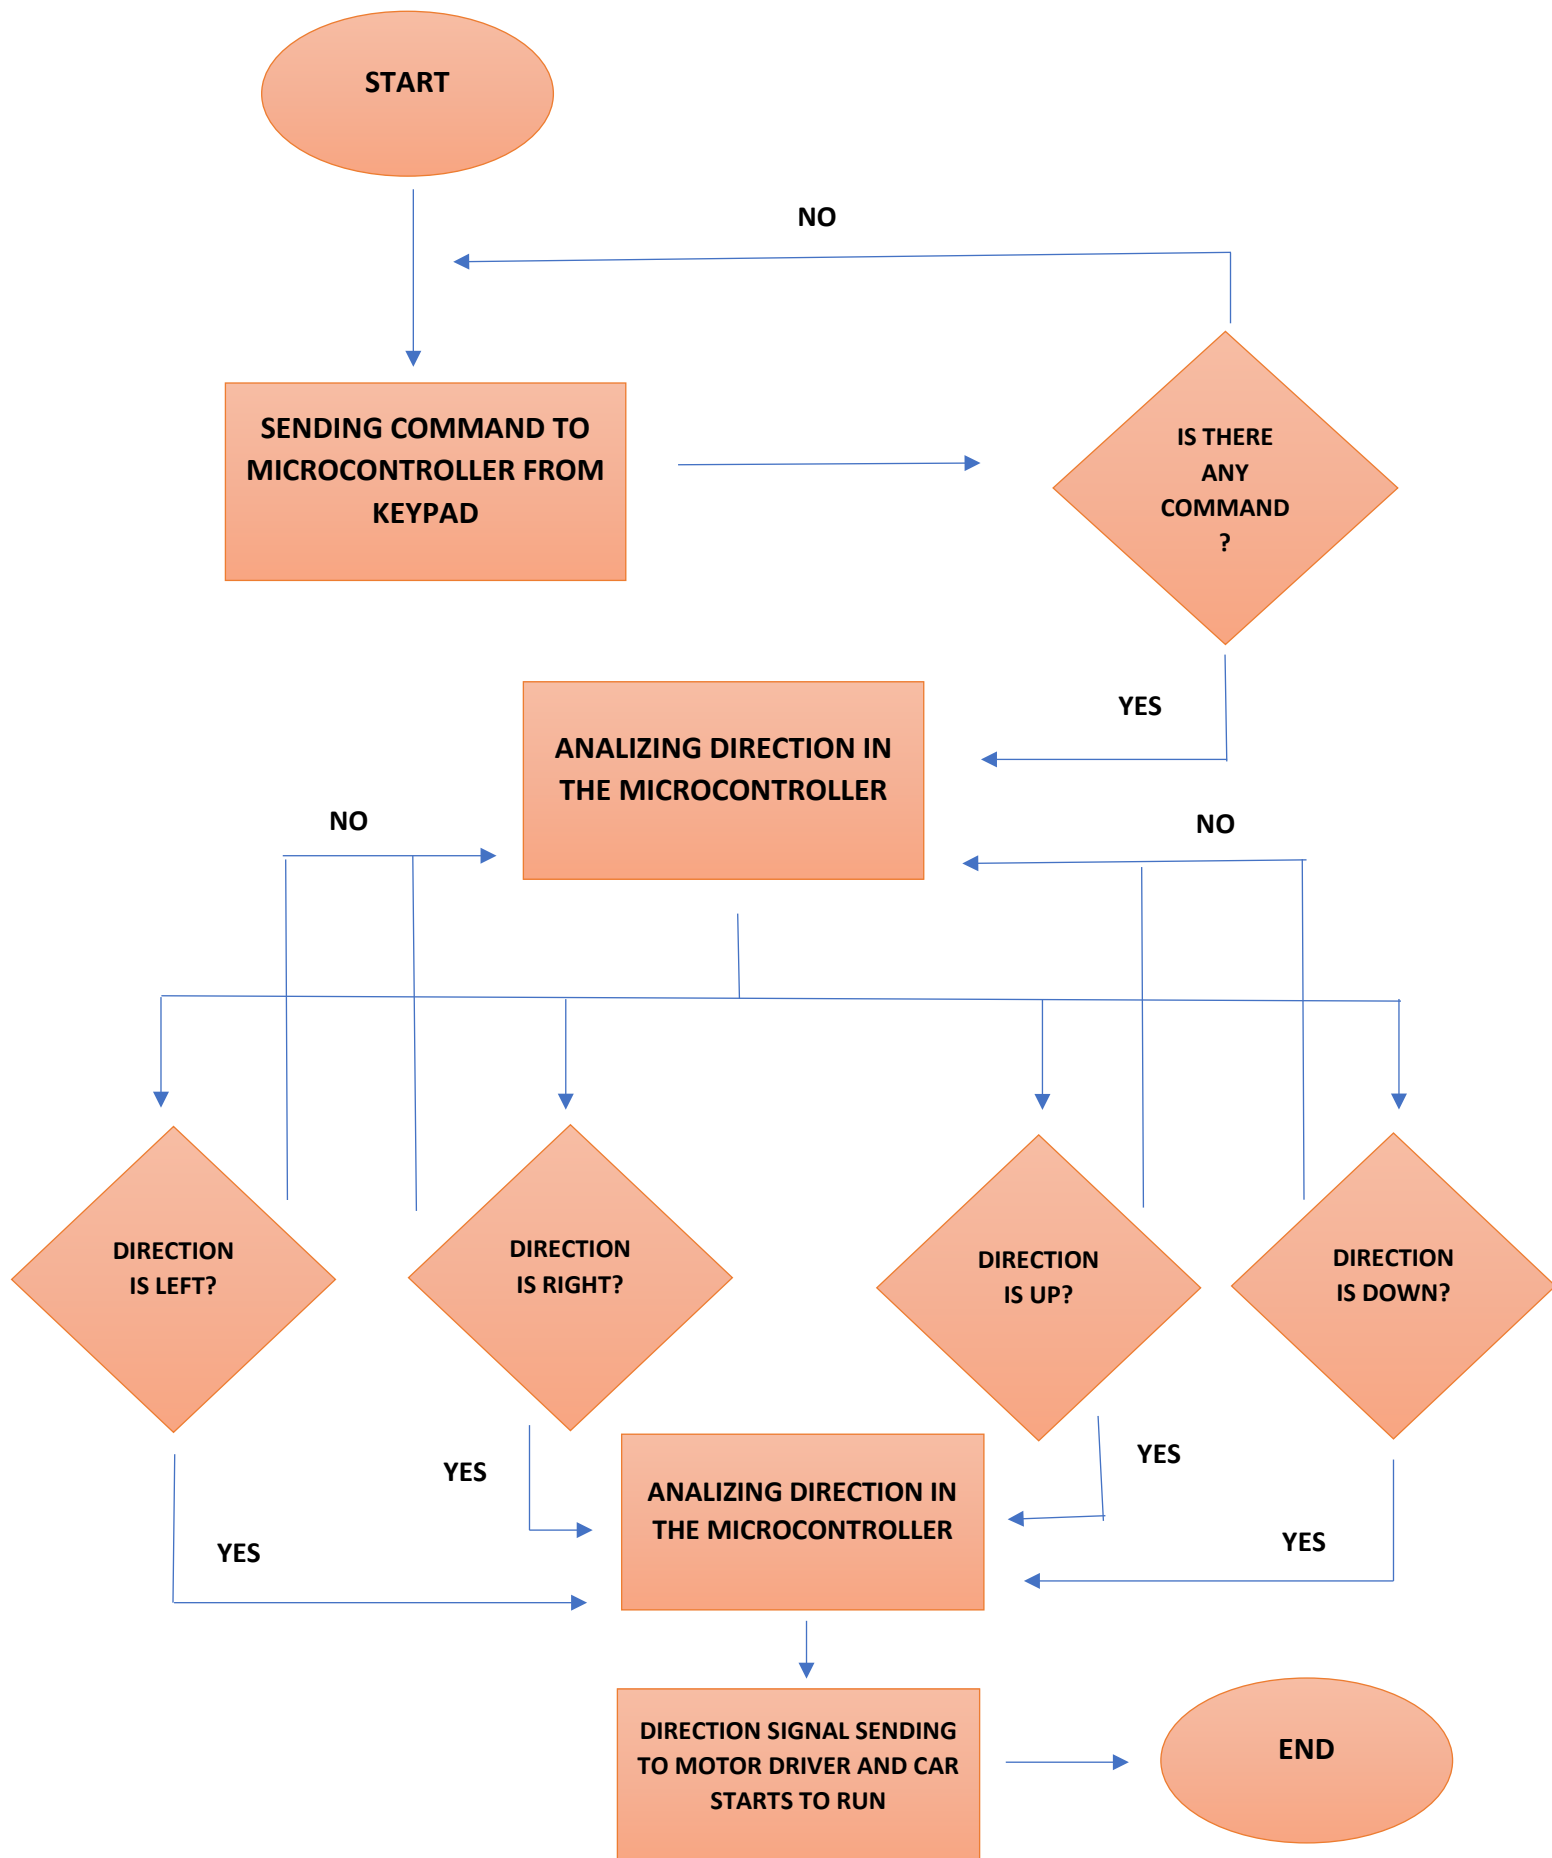 START
NO
SENDING COMMAND TO
MICROCONTROLLER FROM
KEYPAD
IS THERE
ANY
COMMAND
?
YES
ANALIZING DIRECTION IN
THE MICROCONTROLLER
NO
NO
DIRECTION
IS LEFT?
DIRECTION
IS RIGHT?
DIRECTION
IS UP?
DIRECTION
IS DOWN?
YES
YES
YES
YES
ANALIZING DIRECTION IN
THE MICROCONTROLLER
DIRECTION SIGNAL SENDING
TO MOTOR DRIVER AND CAR
STARTS TO RUN
END